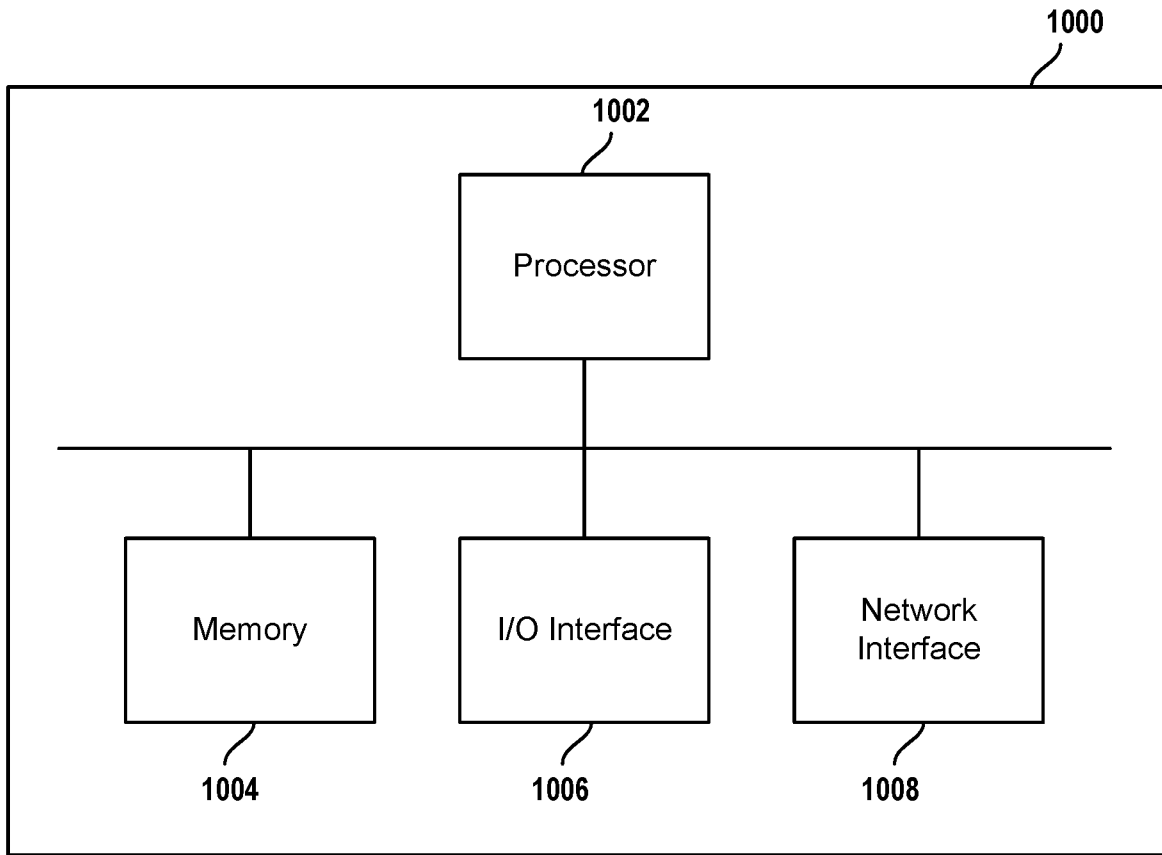 1000
1002
Processor
Memory
I/O Interface
Network
Interface
1004
1006
1008